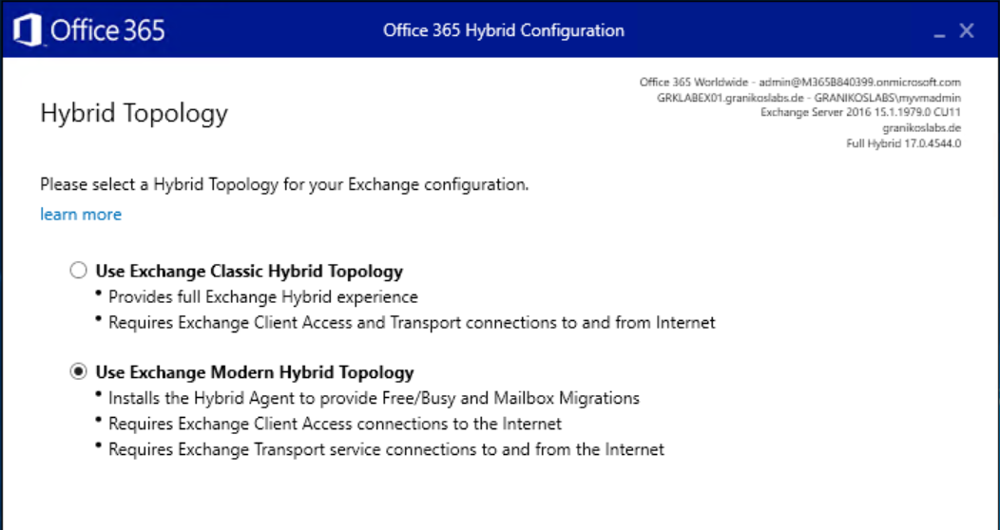 Office 365
Office 365 Hybrid Configuration
Office 365 Worldwide - admin@M365B840399.onmicrosoft.com
GRKLABEX01.granikoslabs.de - GRANIKOSLABS\myvmadmin
Exchange Server 2016 15.1.1979.0 CU11
granikoslabs.de
Full Hybrid 17.0.4544.0
Hybrid Topology
Please select a Hybrid Topology for your Exchange configuration.
learn more
Use Exchange Classic Hybrid Topology
• Provides full Exchange Hybrid experience
• Requires Exchange Client Access and Transport connections to and from Internet
Use Exchange Modern Hybrid Topology
• Installs the Hybrid Agent to provide Free/Busy and Mailbox Migrations
• Requires Exchange Client Access connections to the Internet
• Requires Exchange Transport service connections to and from the Internet